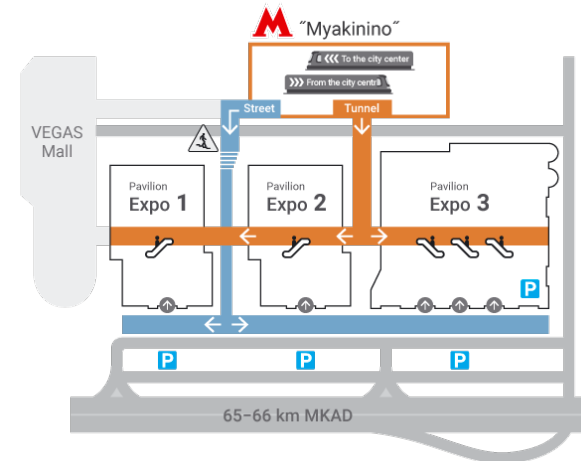 M ˝Myakinino˝
‹‹‹ To the city center
››› From the city centre
Street
Tunnel
VEGAS
Mall
Pavilion
Expo 1
Pavilion
Expo 2
Pavilion
Expo 3
P
P
P
P
65–66 km MKAD